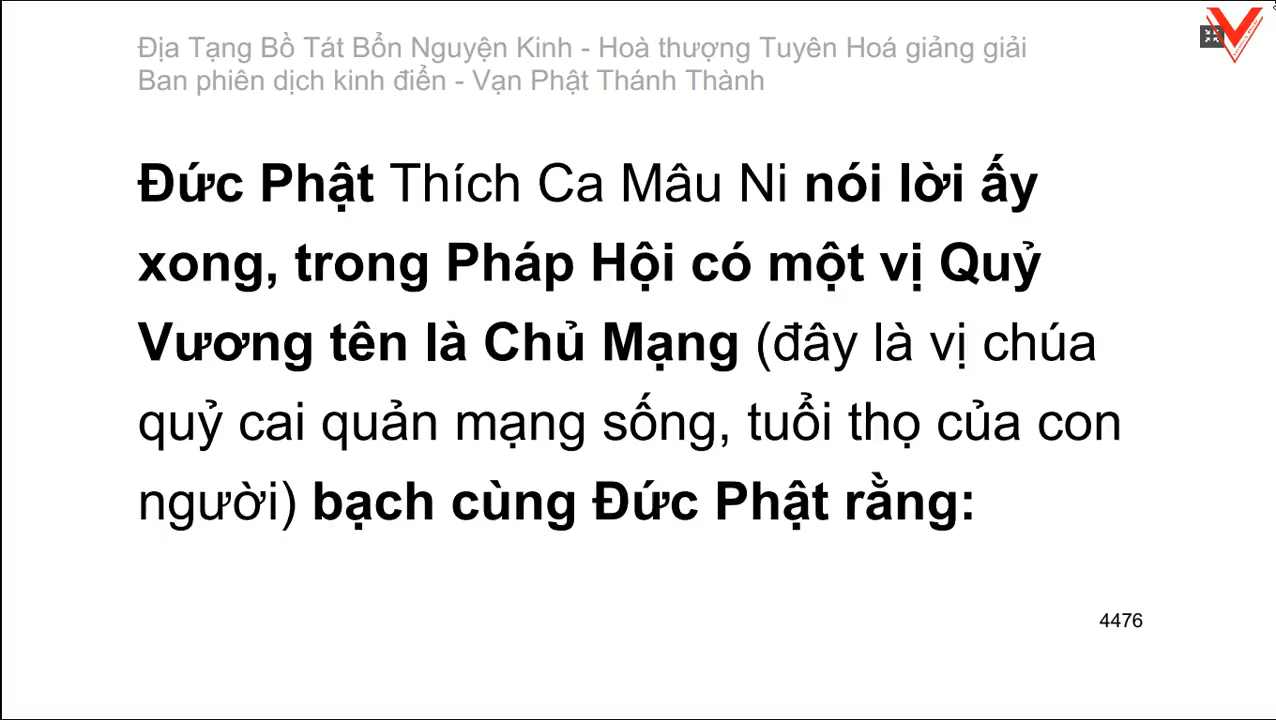 Địa Tạng Bồ Tát Bổn Nguyện Kinh - Hoà thượng Tuyên Hoá giảng giải
Ban phiên dịch kinh điển - Vạn Phật Thánh Thành
Đức Phật Thích Ca Mâu Ni nói lời ấy
xong, trong Pháp Hội có một vị Quỷ
Vương tên là Chủ Mạng (đây là vị chúa
quỷ cai quản mạng sống, tuổi thọ của con
người) bạch cùng Đức Phật rằng:
4476